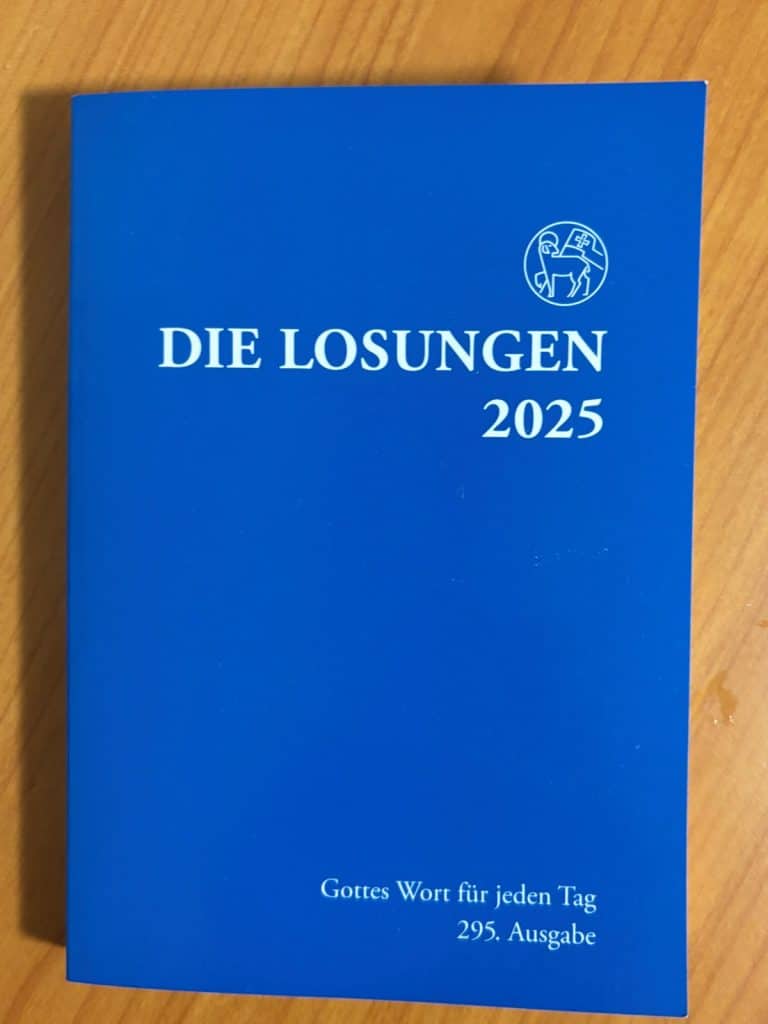 DIE LOSUNGEN
2025
Gottes Wort für jeden Tag
295. Ausgabe